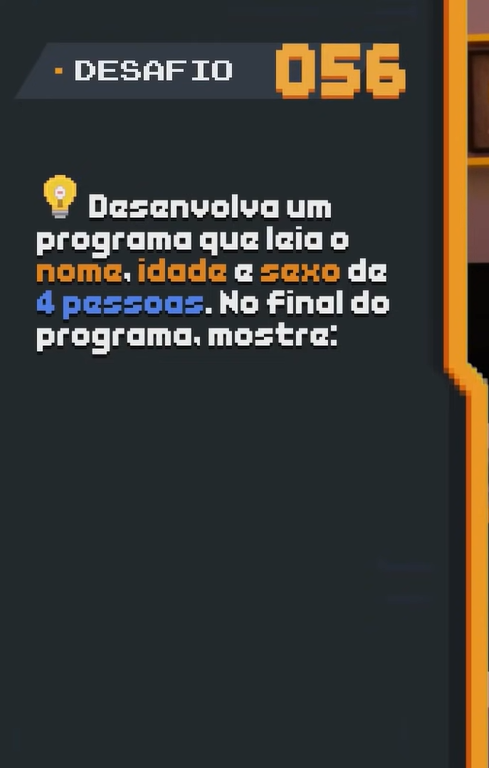 DESAFIO 056
Desenvolva um
programa que leia o
nome, idade e sexo de
4 pessoas. No final do
programa, mostre: